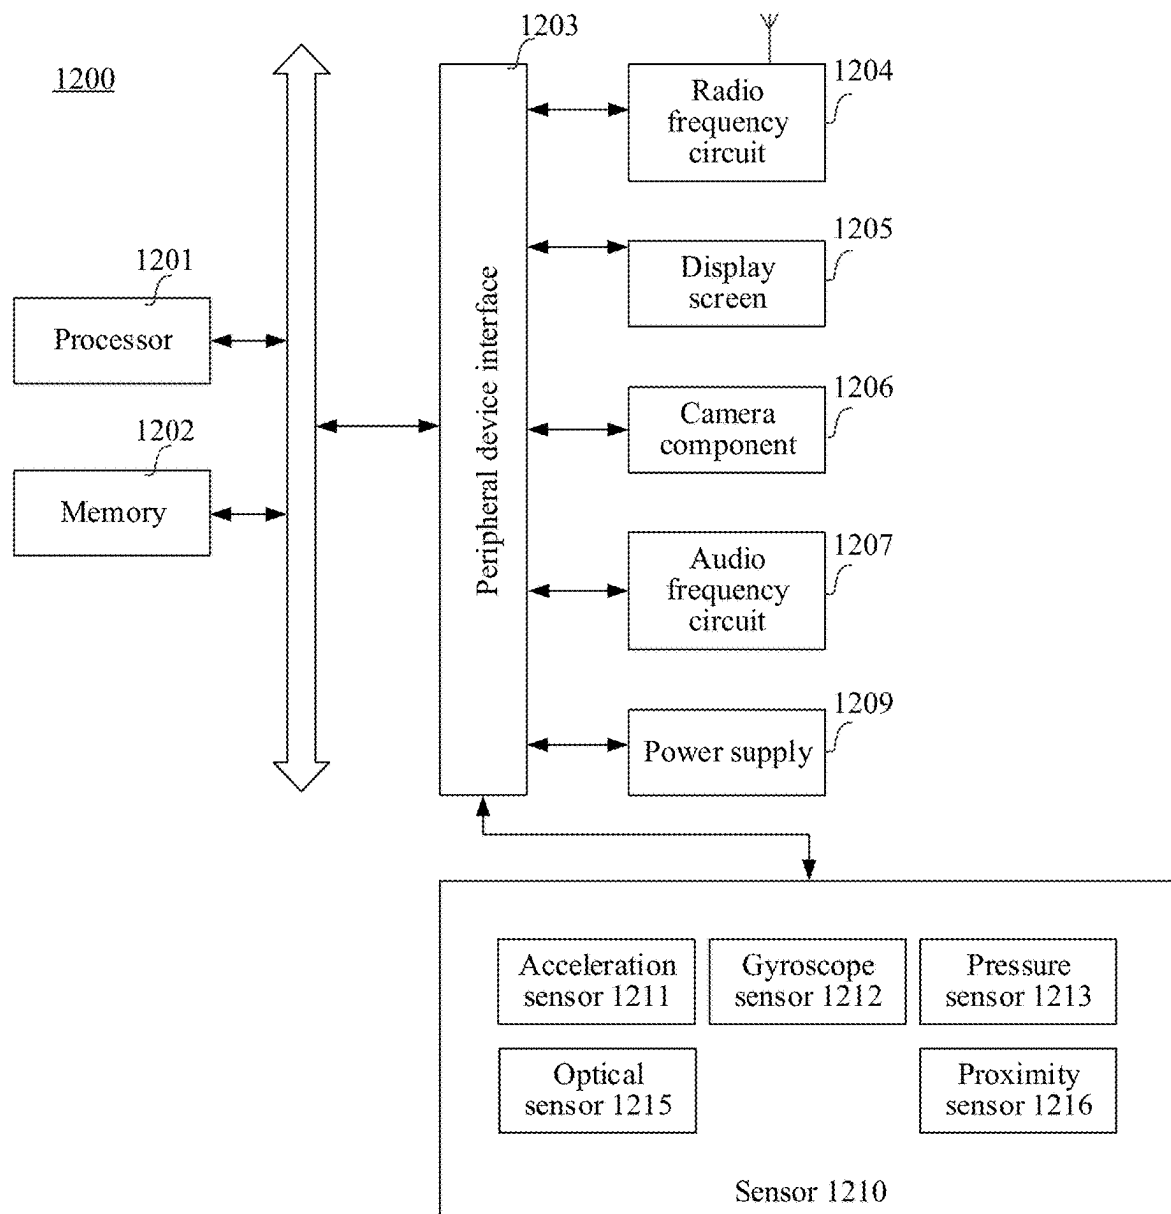 1200
1203
1204
Radio
frequency
circuit
1205
Display
screen
1201
Processor
Peripheral device interface
1206
Camera
component
1202
Memory
1207
Audio
frequency
circuit
1209
Power supply
Acceleration
sensor 1211
Gyroscope
sensor 1212
Pressure
sensor 1213
Optical
sensor 1215
Proximity
sensor 1216
Sensor 1210